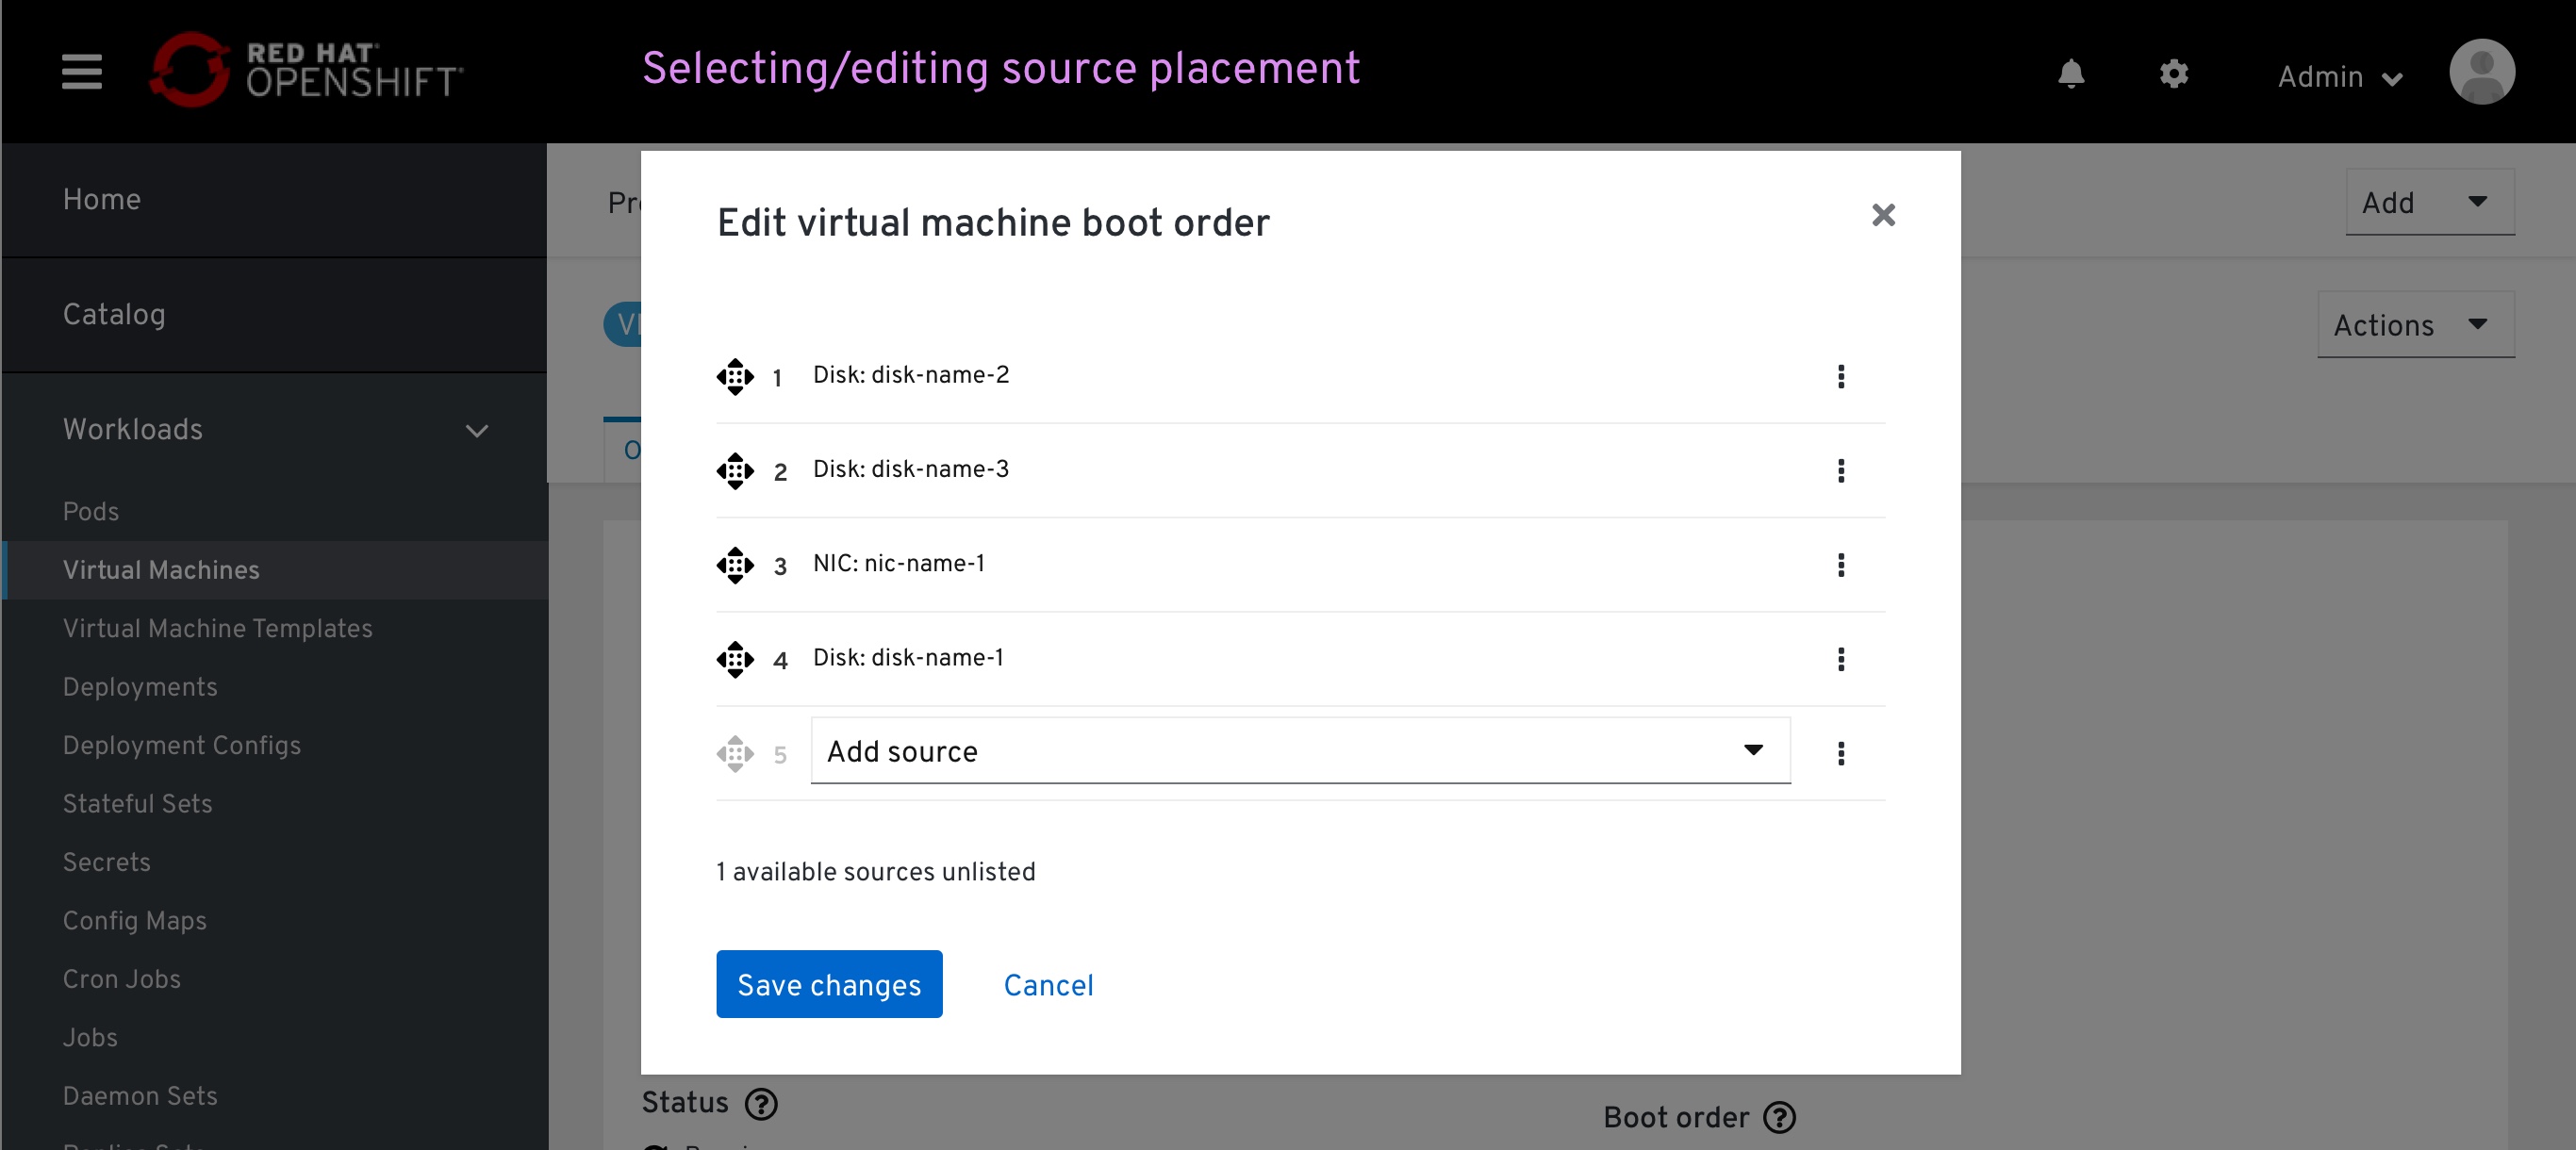 RED HAT
OPENSHIFT
Selecting/editing source placement
Admin
Home
Catalog
Workloads
Pods
Virtual Machines
Virtual Machine Templates
Deployments
Deployment Configs
Stateful Sets
Secrets
Config Maps
Cron Jobs
Jobs
Daemon Sets
Add
Actions
Edit virtual machine boot order
1 Disk: disk-name-2
2 Disk: disk-name-3
3 NIC: nic-name-1
4 Disk: disk-name-1
5 Add source
1 available sources unlisted
Save changes Cancel
Status
Boot order